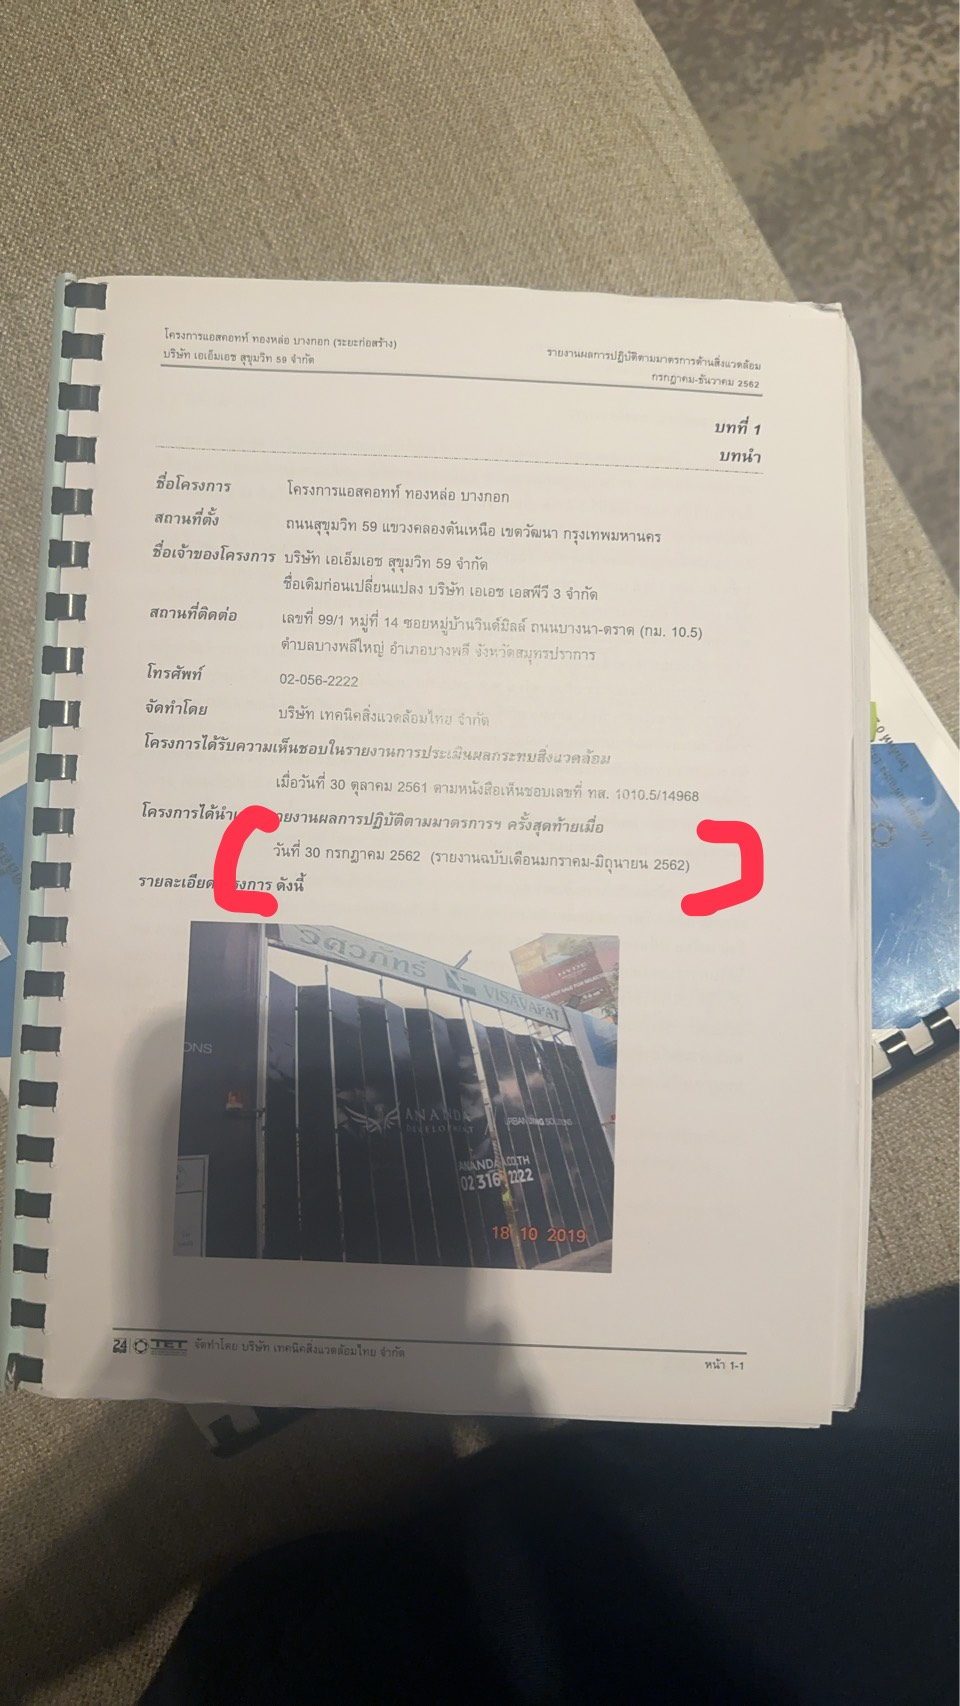 โครงการแอสคอทท์ ทองหล่อ บางกอก (ระยะก่อสร้าง)
บริษัท เอเอ็มเอช สุขุมวิท 59 จำกัด
รายงานผลการปฏิบัติตามมาตรการด้านสิ่งแวดล้อม
กรกฎาคม-ธันวาคม 2562
บทที่ 1
บทนำ
ชื่อโครงการ โครงการแอสคอทท์ ทองหล่อ บางกอก
สถานที่ตั้ง ถนนสุขุมวิท 59 แขวงคลองตันเหนือ เขตวัฒนา กรุงเทพมหานคร
ชื่อเจ้าของโครงการ บริษัท เอเอ็มเอช สุขุมวิท 59 จำกัด
ชื่อเดิมก่อนเปลี่ยนแปลง บริษัท เอเอช เอสพีวี 3 จำกัด
สถานที่ติดต่อ เลขที่ 99/1 หมู่ที่ 14 ซอยหมู่บ้านวินด์มิลล์ ถนนบางนา-ตราด (กม. 10.5)
ตำบลบางพลีใหญ่ อำเภอบางพลี จังหวัดสมุทรปราการ
โทรศัพท์ 02-056-2222
จัดทำโดย บริษัท เทคนิคสิ่งแวดล้อมไทย จำกัด
โครงการได้รับความเห็นชอบในรายงานการประเมินผลกระทบสิ่งแวดล้อม
เมื่อวันที่ 30 ตุลาคม 2561 ตามหนังสือเห็นชอบเลขที่ ทส. 1010.5/14968
โครงการได้นำ ายงานผลการปฏิบัติตามมาตรการฯ ครั้งสุดท้ายเมื่อ
วันที่ 30 กรกฎาคม 2562 (รายงานฉบับเดือนมกราคม-มิถุนายน 2562)
รายละเอียด งการ ดังนี้
วิศวภัทร์ VISAVAPAT
ONS
ANANDA
DEVELOPMENT
URBAN LIVING SOLUTIONS
ANANDA.CO.TH
02 316 2222
18 10 2019
24 TET จัดทำโดย บริษัท เทคนิคสิ่งแวดล้อมไทย จำกัด
หน้า 1-1